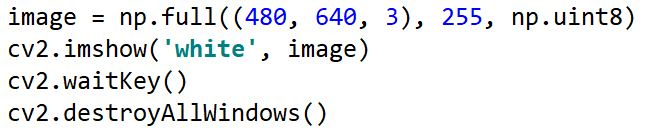 image = np.full((480, 640, 3), 255, np.uint8)
cv2.imshow('white', image)
cv2.waitKey()
cv2.destroyAllWindows()